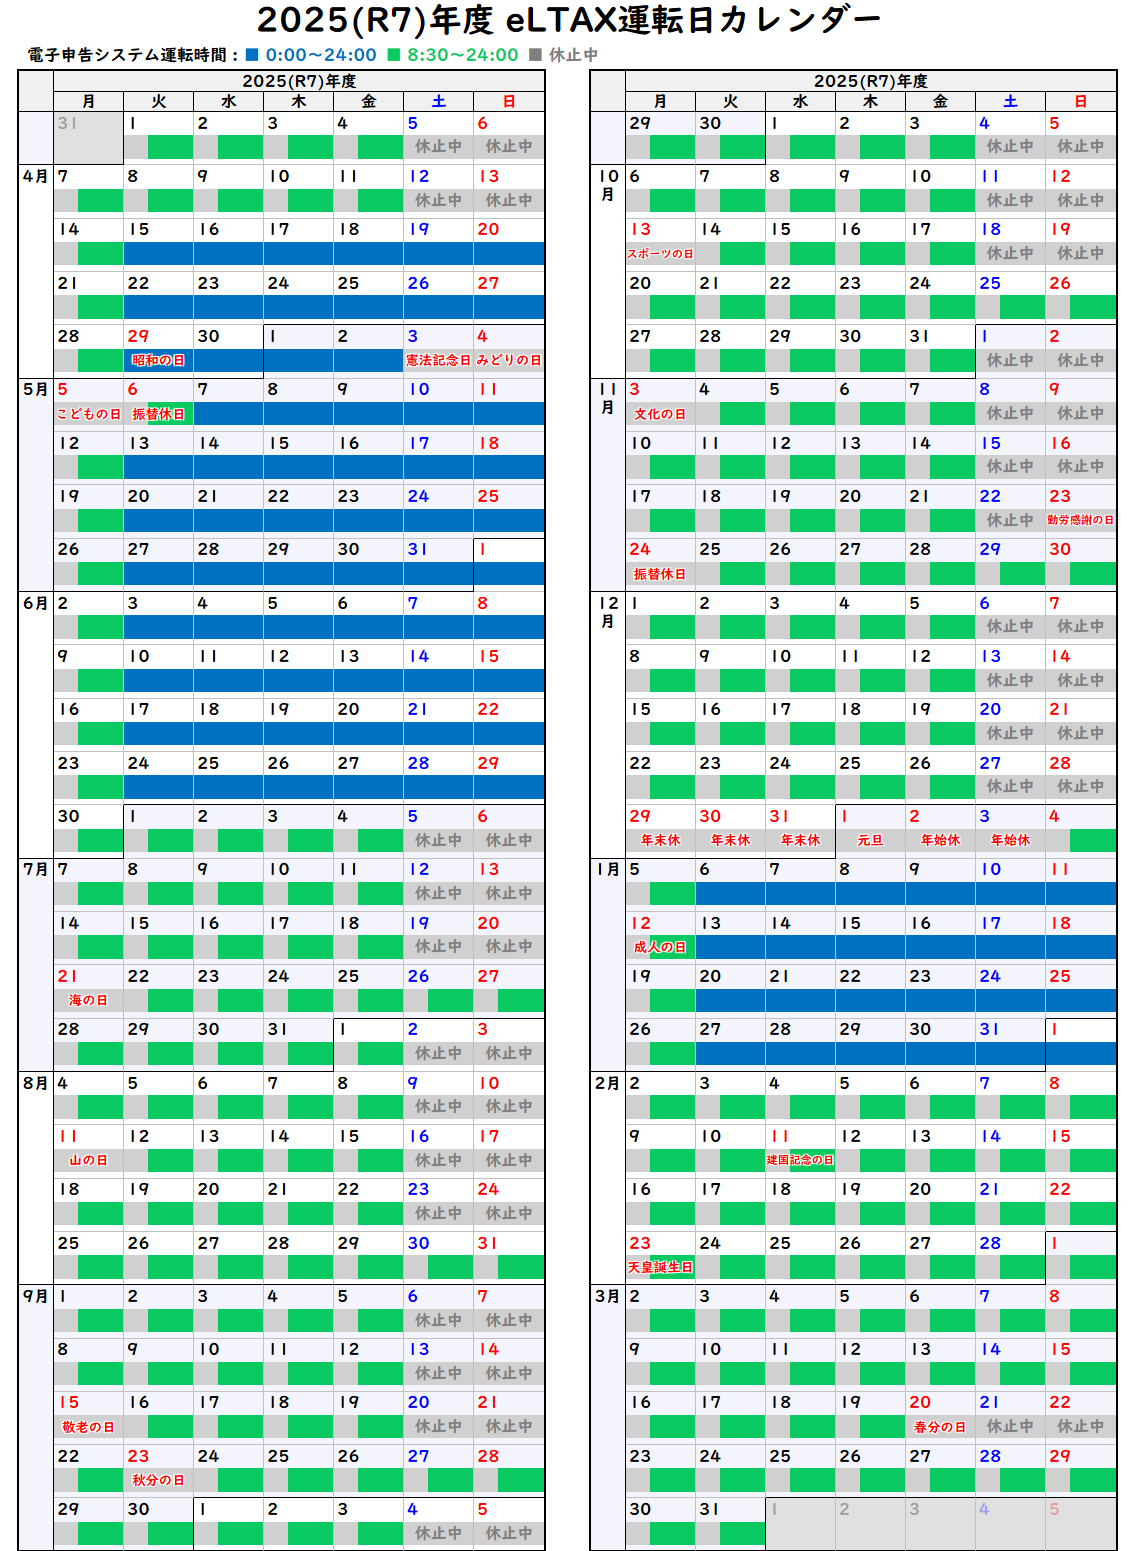 2025(R7)年度 eLTAX運転日カレンダー
電子申告システム運転時間：■ 0:00～24:00 ■ 8:30～24:00 ■ 休止中
2025(R7)年度
月 火 水 木 金 土 日
31 1 2 3 4 5 6
休止中 休止中
4月 7 8 9 10 11 12 13
休止中 休止中
14 15 16 17 18 19 20
21 22 23 24 25 26 27
28 29 30 1 2 3 4
昭和の日 憲法記念日 みどりの日
5月 5 6 7 8 9 10 11
こどもの日 振替休日
12 13 14 15 16 17 18
19 20 21 22 23 24 25
26 27 28 29 30 31 1
6月 2 3 4 5 6 7 8
9 10 11 12 13 14 15
16 17 18 19 20 21 22
23 24 25 26 27 28 29
30 1 2 3 4 5 6
休止中 休止中
7月 7 8 9 10 11 12 13
休止中 休止中
14 15 16 17 18 19 20
休止中 休止中
21 22 23 24 25 26 27
海の日
28 29 30 31 1 2 3
休止中 休止中
8月 4 5 6 7 8 9 10
休止中 休止中
11 12 13 14 15 16 17
山の日 休止中 休止中
18 19 20 21 22 23 24
休止中 休止中
25 26 27 28 29 30 31
9月 1 2 3 4 5 6 7
休止中 休止中
8 9 10 11 12 13 14
休止中 休止中
15 16 17 18 19 20 21
敬老の日 休止中 休止中
22 23 24 25 26 27 28
秋分の日
29 30 1 2 3 4 5
休止中 休止中
2025(R7)年度
月 火 水 木 金 土 日
29 30 1 2 3 4 5
休止中 休止中
10月 6 7 8 9 10 11 12
休止中 休止中
13 14 15 16 17 18 19
スポーツの日 休止中 休止中
20 21 22 23 24 25 26
27 28 29 30 31 1 2
休止中 休止中
11月 3 4 5 6 7 8 9
文化の日 休止中 休止中
10 11 12 13 14 15 16
休止中 休止中
17 18 19 20 21 22 23
休止中 勤労感謝の日
24 25 26 27 28 29 30
振替休日
12月 1 2 3 4 5 6 7
休止中 休止中
8 9 10 11 12 13 14
休止中 休止中
15 16 17 18 19 20 21
休止中 休止中
22 23 24 25 26 27 28
休止中 休止中
29 30 31 1 2 3 4
年末休 年末休 年末休 元旦 年始休 年始休
1月 5 6 7 8 9 10 11
12 13 14 15 16 17 18
成人の日
19 20 21 22 23 24 25
26 27 28 29 30 31 1
2月 2 3 4 5 6 7 8
9 10 11 12 13 14 15
建国記念の日
16 17 18 19 20 21 22
23 24 25 26 27 28 1
天皇誕生日
3月 2 3 4 5 6 7 8
9 10 11 12 13 14 15
16 17 18 19 20 21 22
春分の日 休止中 休止中
23 24 25 26 27 28 29
30 31 1 2 3 4 5